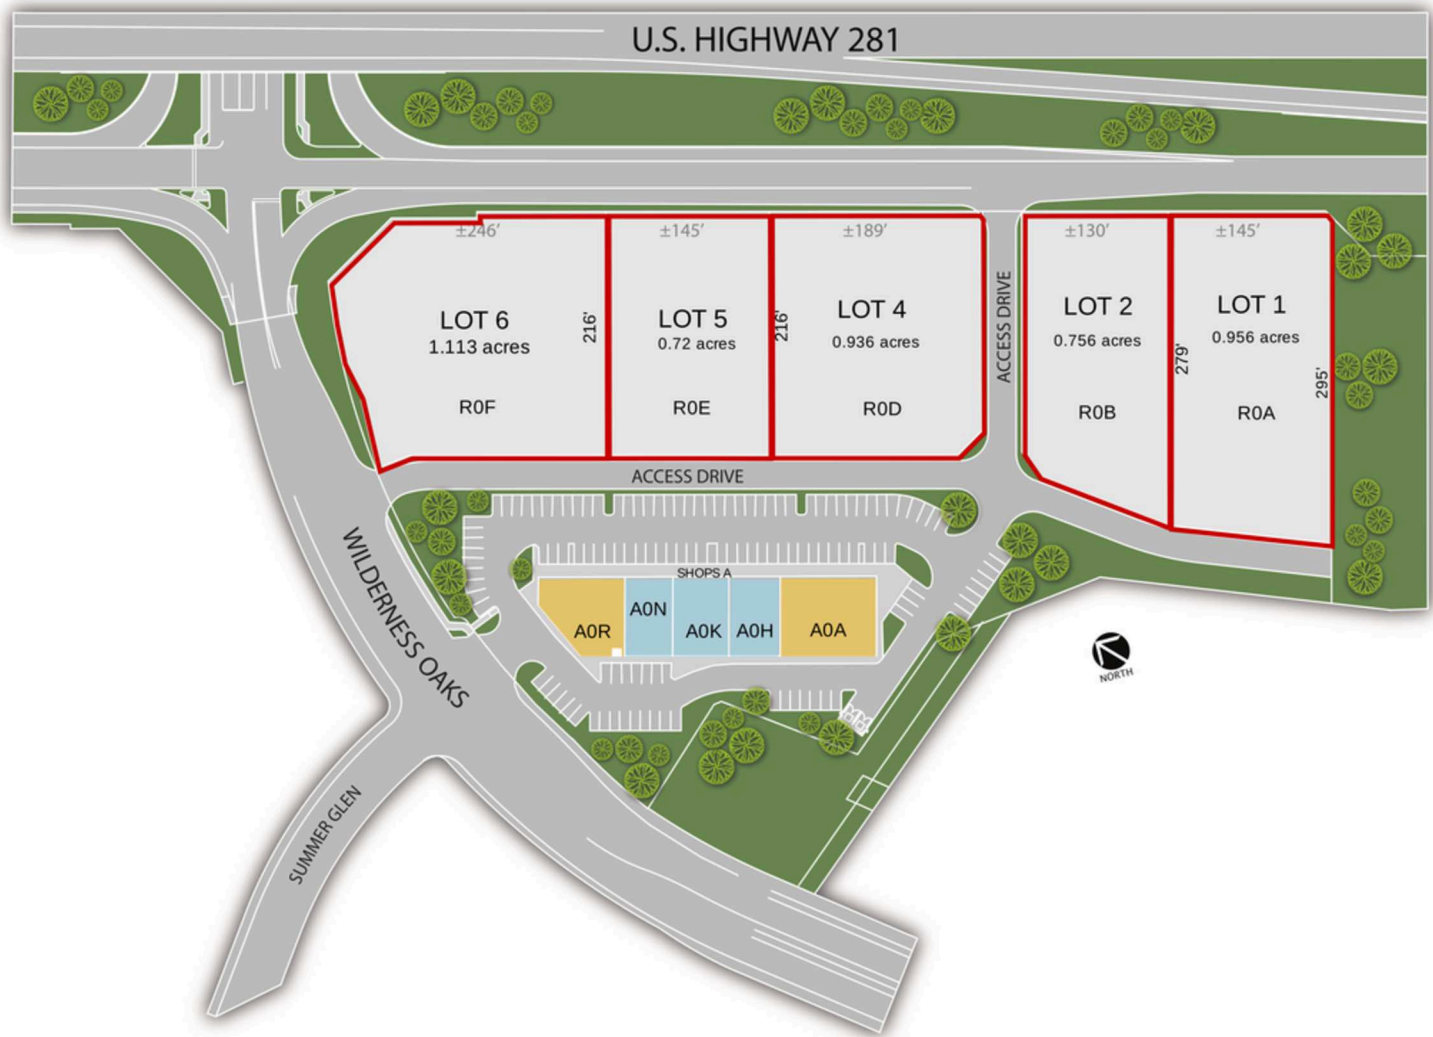 U.S. HIGHWAY 281
±246'
±145'
±189'
±130'
±145'
LOT 6
1.113 acres
R0F
216'
LOT 5
0.72 acres
R0E
216'
LOT 4
0.936 acres
R0D
ACCESS DRIVE
LOT 2
0.756 acres
R0B
279'
LOT 1
0.956 acres
R0A
295'
ACCESS DRIVE
WILDERNESS OAKS
SHOPS A
A0R
A0N
A0K
A0H
A0A
NORTH
SUMMER GLEN